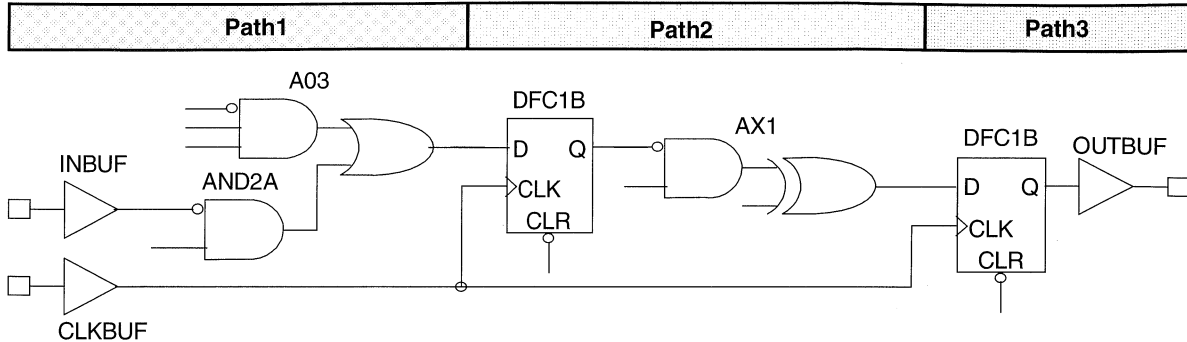 Path1
Path2
Path3
A03
DFC1B
AX1
DFC1B
OUTBUF
INBUF
AND2A
D
Q
CLK
CLR
D
Q
CLK
CLR
CLKBUF